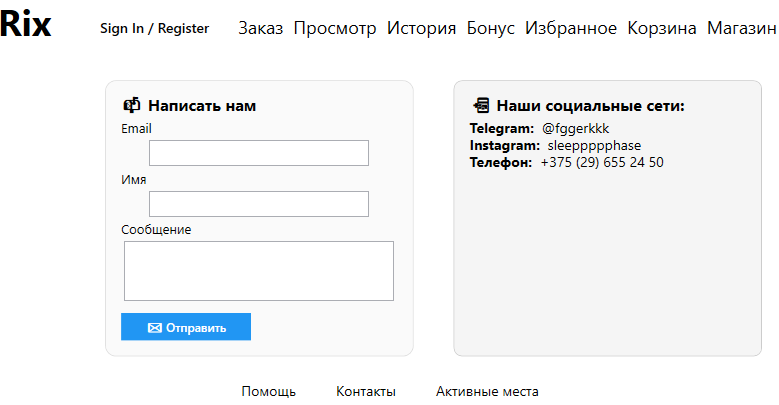 Rix Sign In / Register Заказ Просмотр История Бонус Избранное Корзина Магазин
Написать нам
Email
Имя
Сообщение
Отправить
Наши социальные сети:
Telegram: @fggerkkk
Instagram: sleeppppphase
Телефон: +375 (29) 655 24 50
Помощь Контакты Активные места